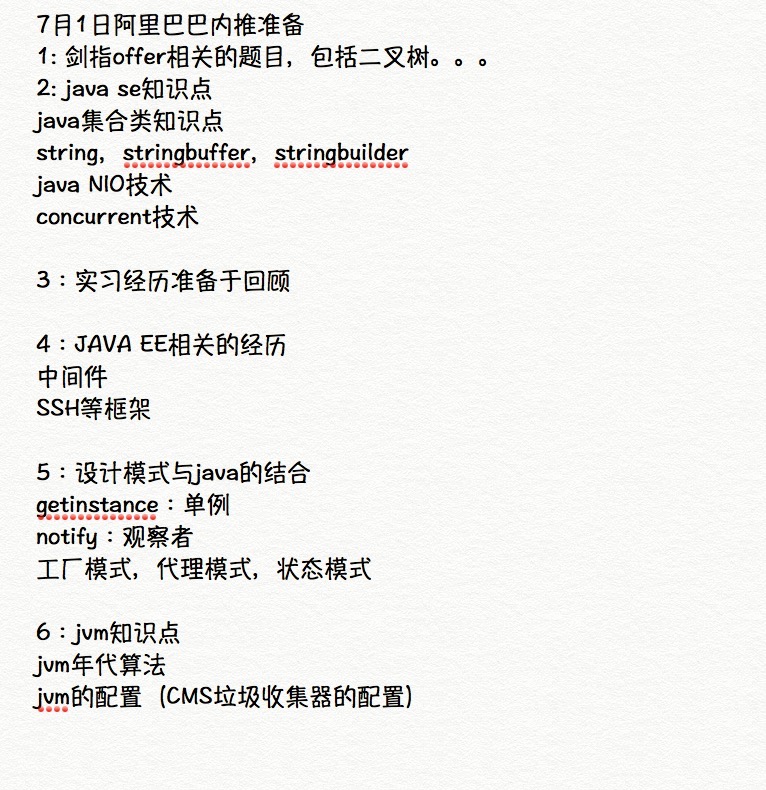 7月1日阿里巴巴内推准备
1: 剑指offer相关的题目，包括二叉树。。。
2: java se知识点
java集合类知识点
string，stringbuffer，stringbuilder
java NIO技术
concurrent技术
3：实习经历准备于回顾
4：JAVA EE相关的经历
中间件
SSH等框架
5：设计模式与java的结合
getinstance：单例
notify：观察者
工厂模式，代理模式，状态模式
6：jvm知识点
jvm年代算法
jvm的配置（CMS垃圾收集器的配置）